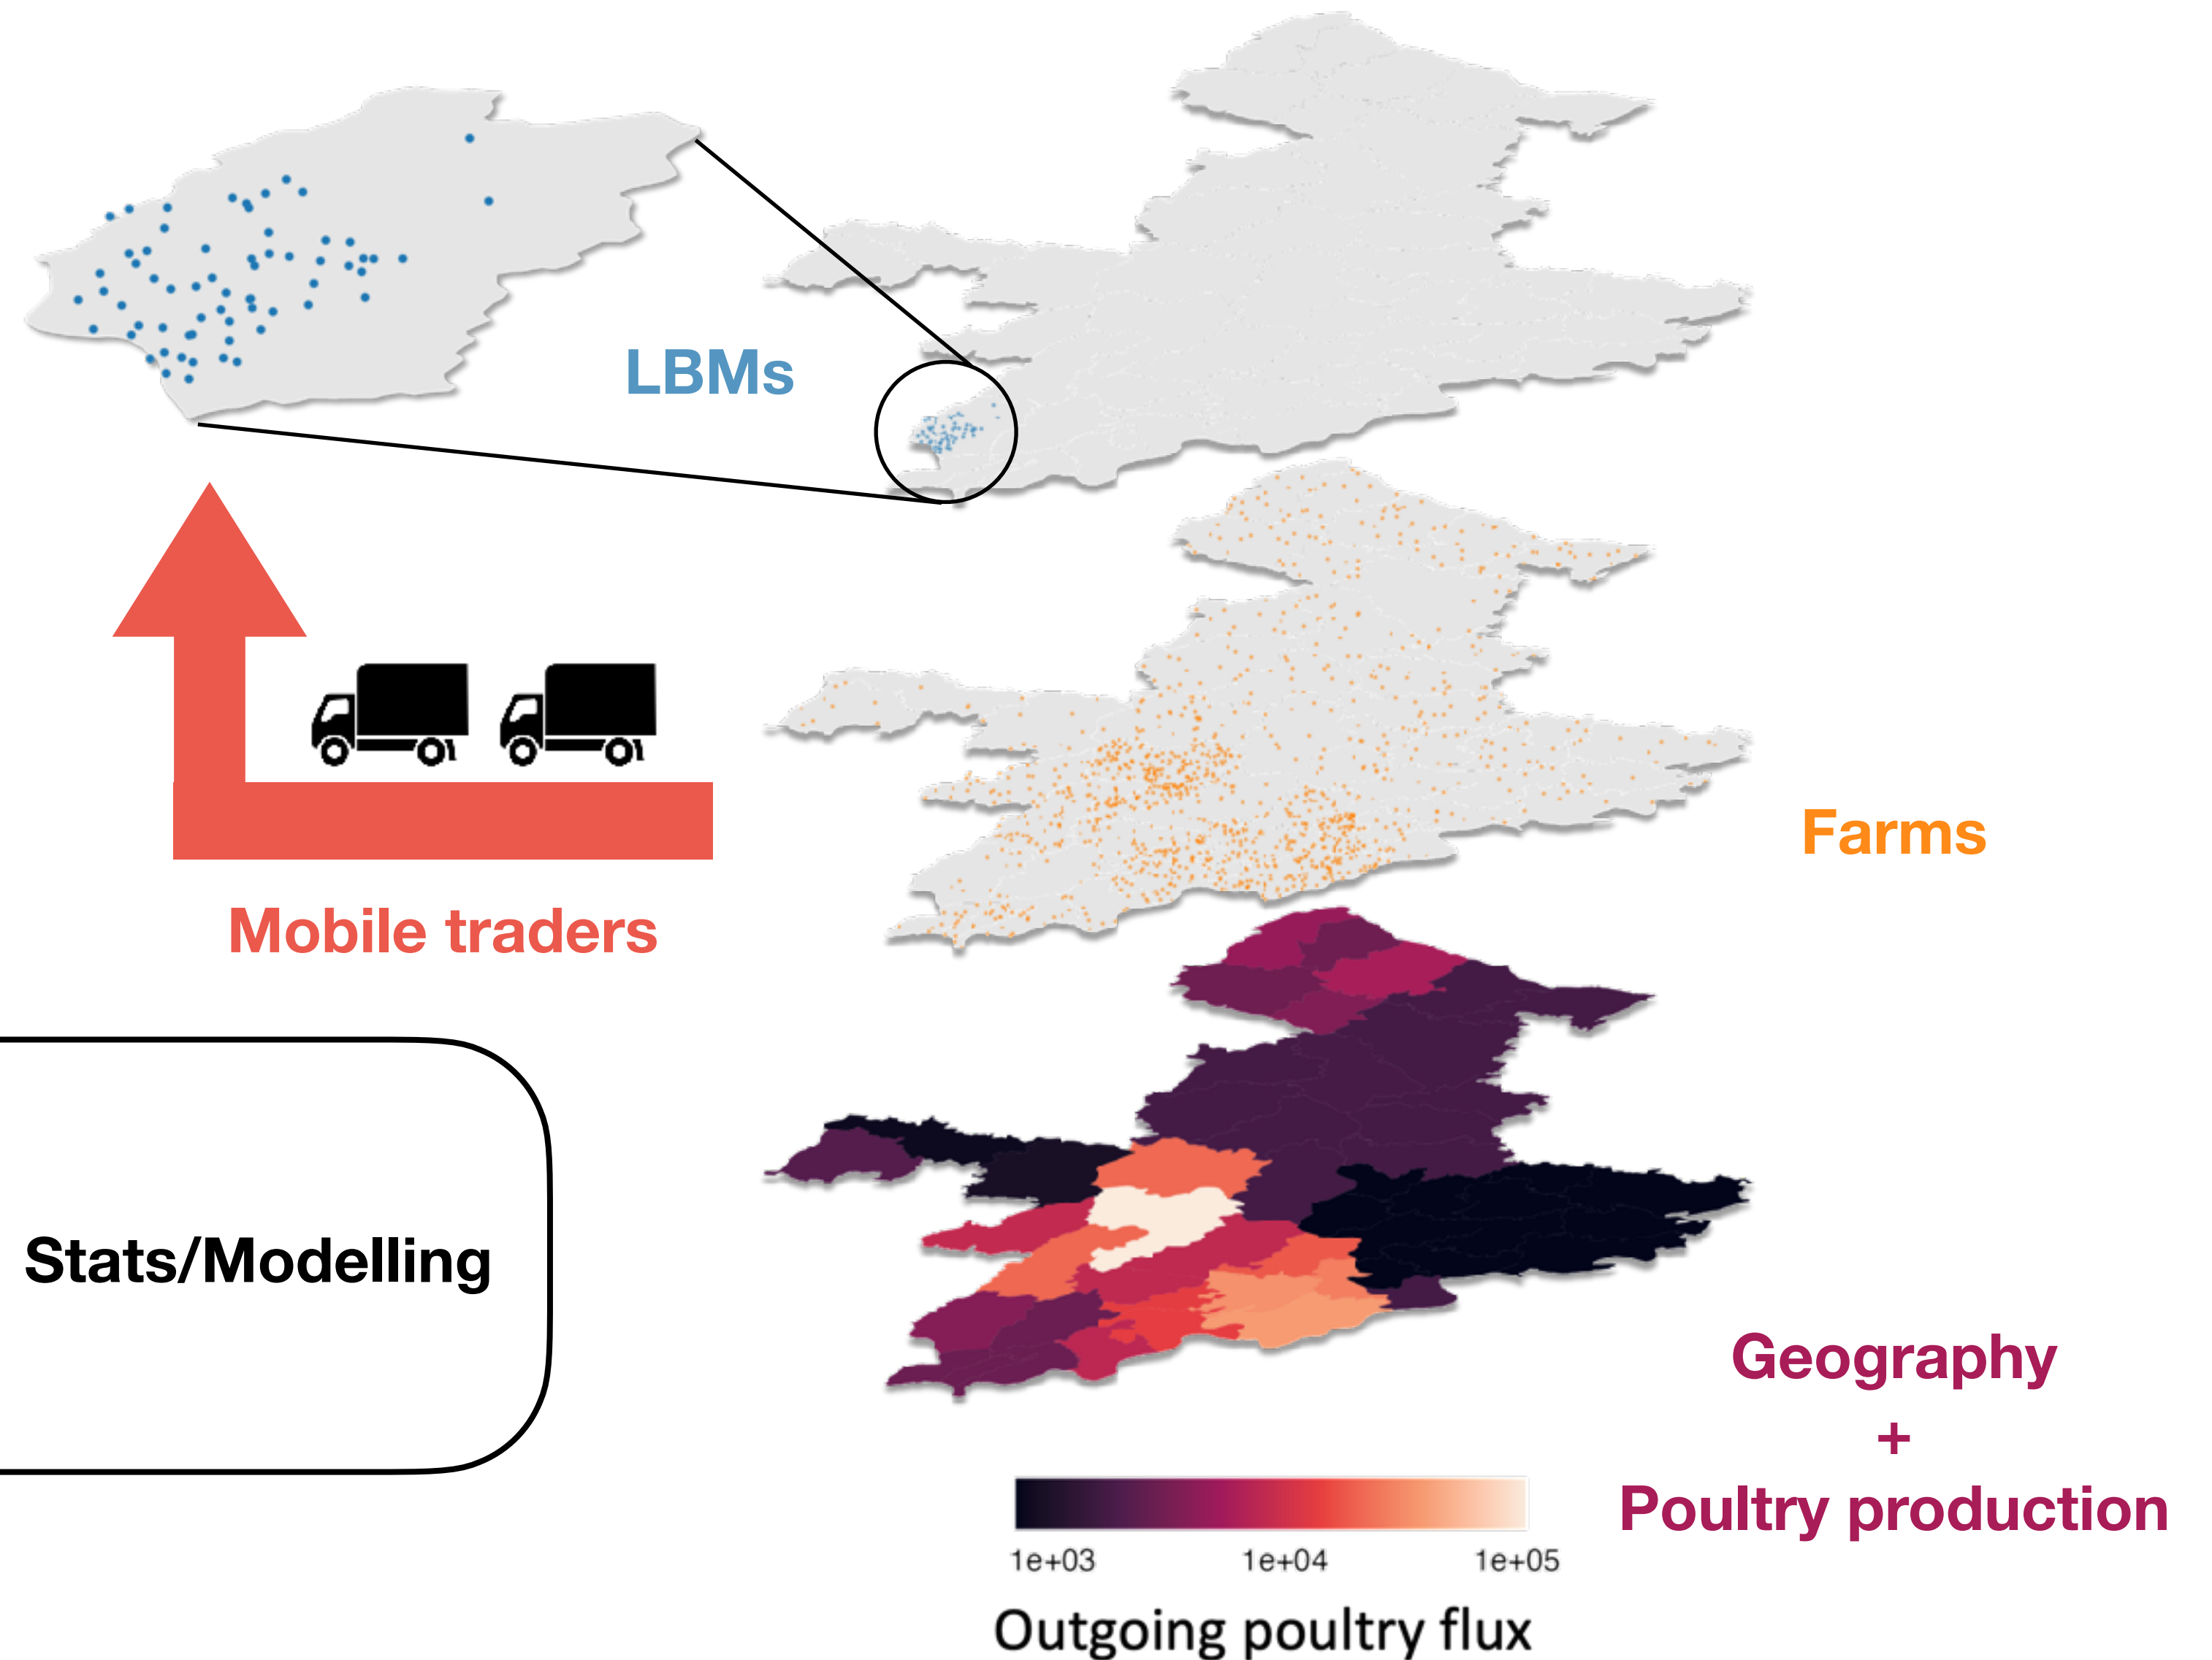 LBMs
Farms
Mobile traders
Stats/Modelling
Geography
+
Poultry production
1e+03 1e+04 1e+05
Outgoing poultry flux